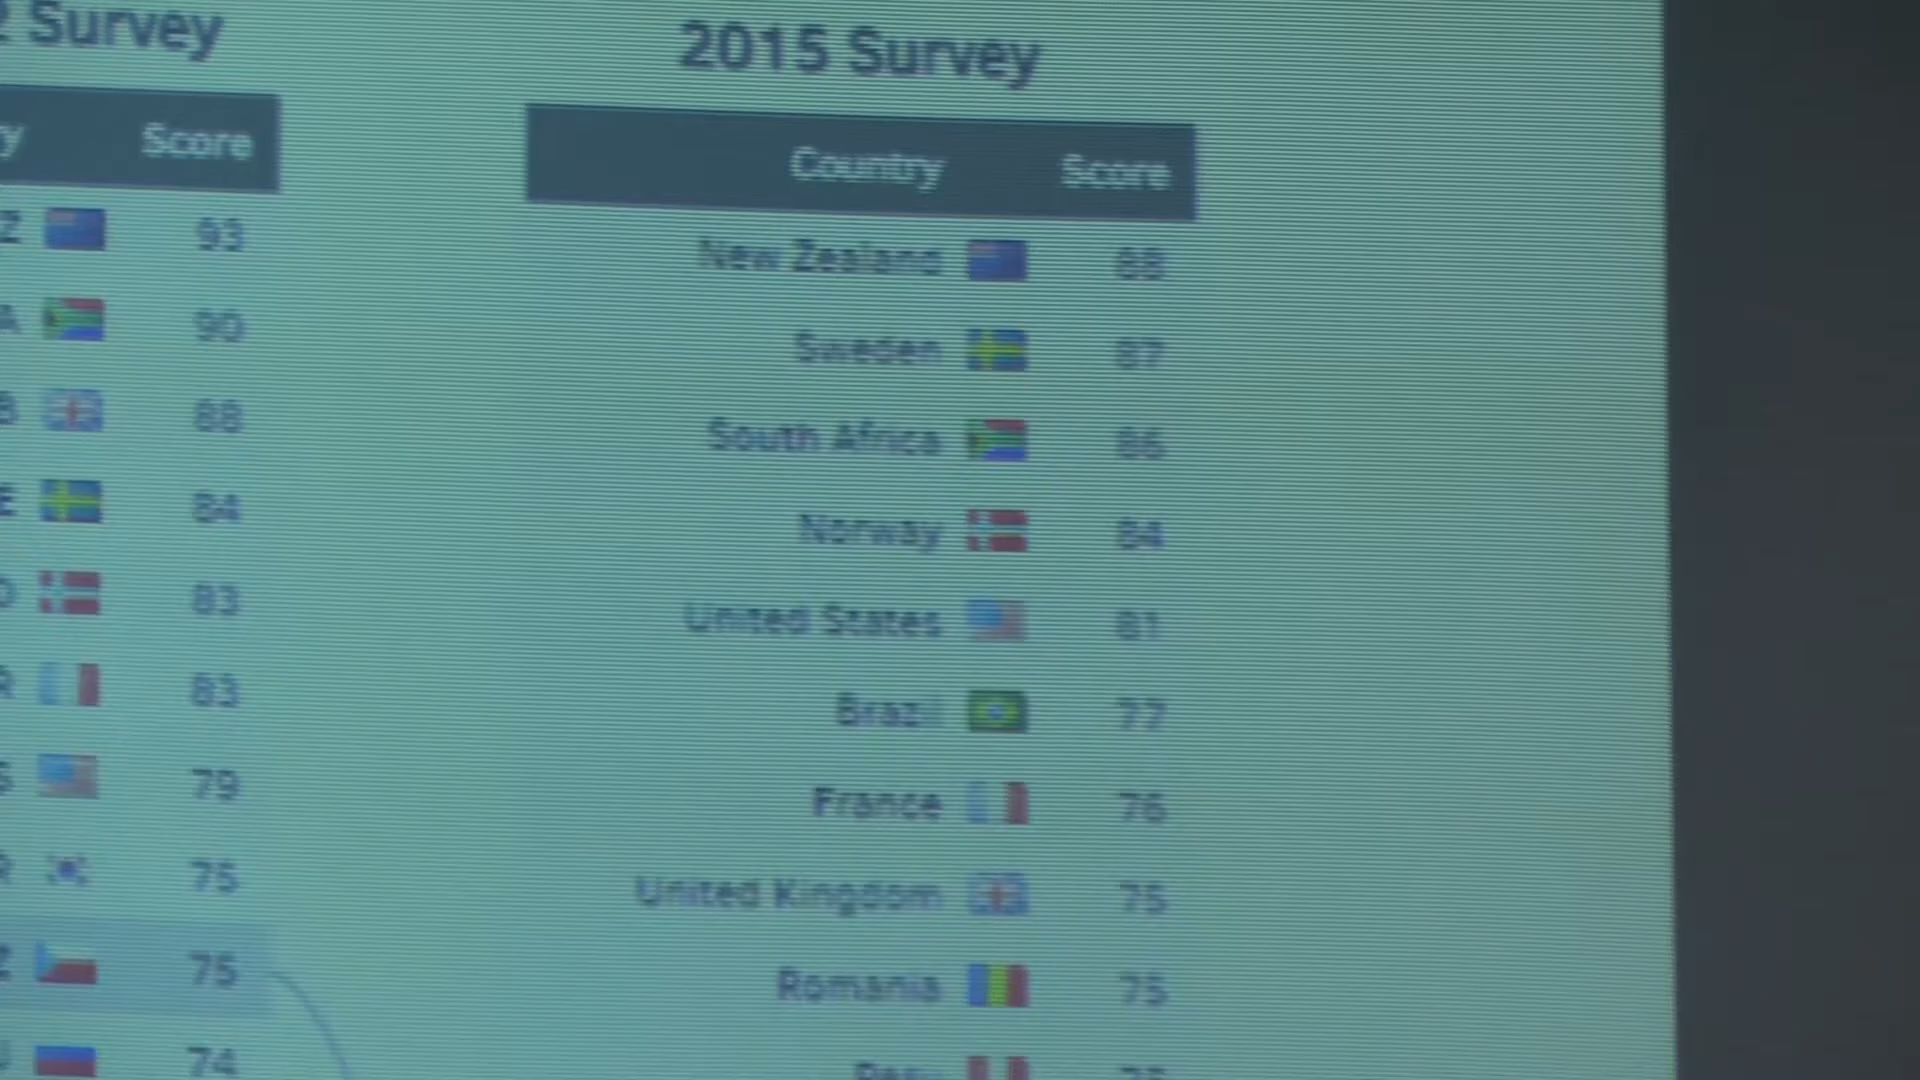 Survey
Score
93
90
88
84
83
83
79
75
75
74
2015 Survey
Country Score
New Zealand 88
Sweden 87
South Africa 86
Norway 84
United States 81
Brazil 77
France 76
United Kingdom 75
Romania 75
Peru